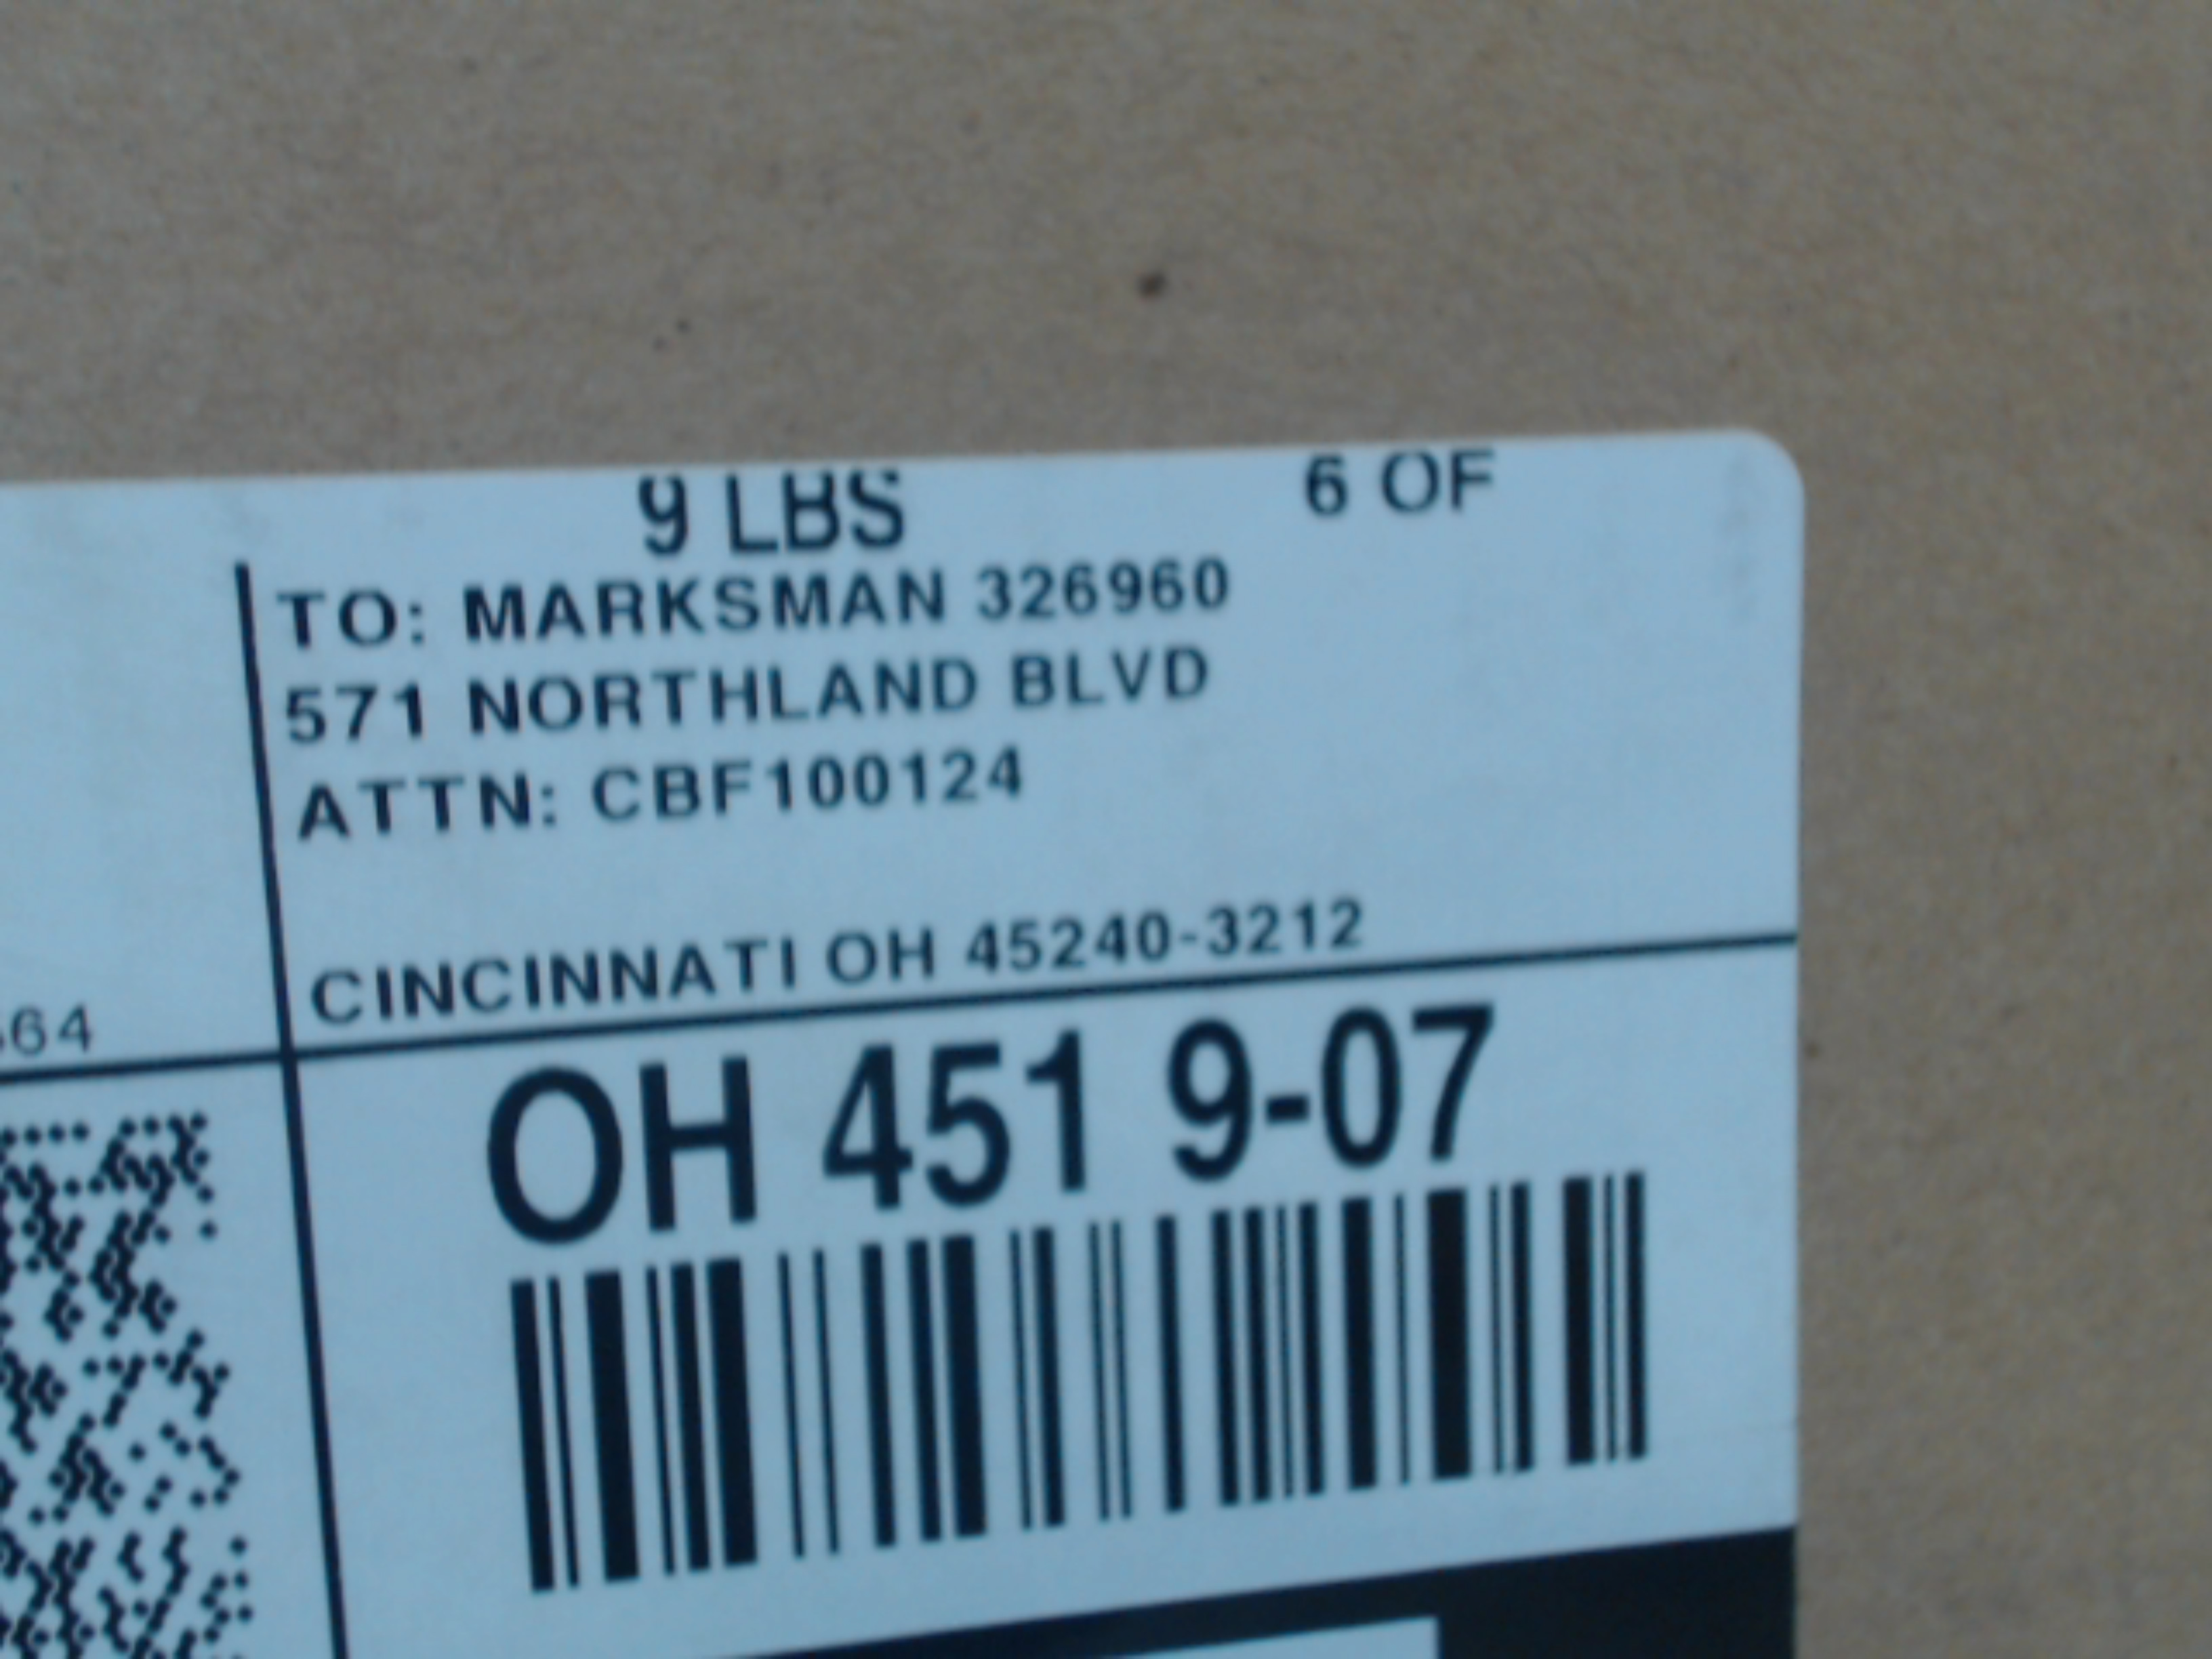 9 LBS 6 OF
TO: MARKSMAN 326960
571 NORTHLAND BLVD
ATTN: CBF100124
CINCINNATI OH 45240-3212
64
OH 451 9-07